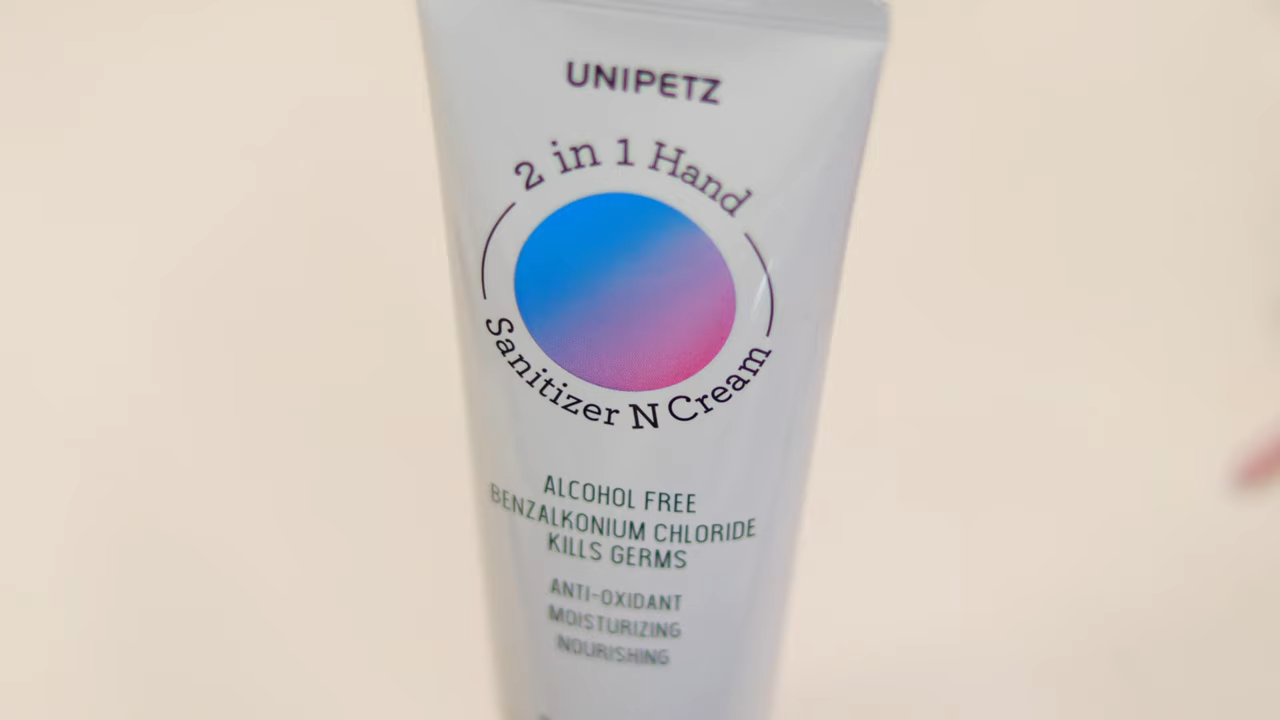 UNIPETZ
2 in 1 Hand
Sanitizer N Cream
ALCOHOL FREE
BENZALKONIUM CHLORIDE
KILLS GERMS
ANTI-OXIDANT
MOISTURIZING
NOURISHING